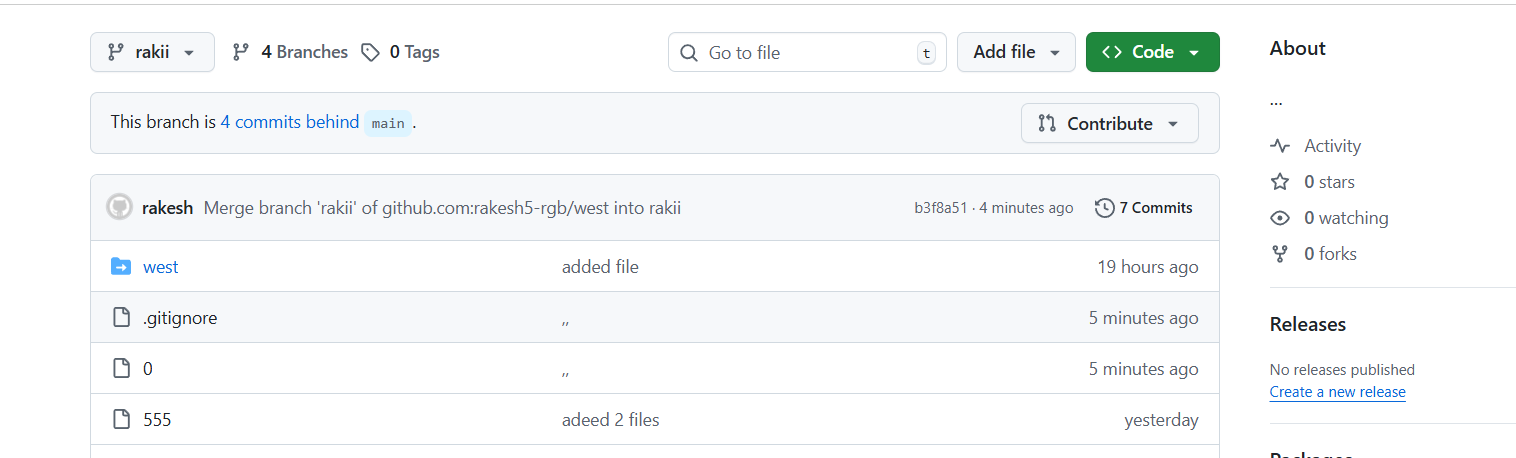 rakii 4 Branches 0 Tags Go to file t Add file Code
This branch is 4 commits behind main.
Contribute
rakesh Merge branch 'rakii' of github.com:rakesh5-rgb/west into rakii b3f8a51 · 4 minutes ago 7 Commits
west added file 19 hours ago
.gitignore ,, 5 minutes ago
0 ,, 5 minutes ago
555 adeed 2 files yesterday
About
...
Activity
0 stars
0 watching
0 forks
Releases
No releases published
Create a new release